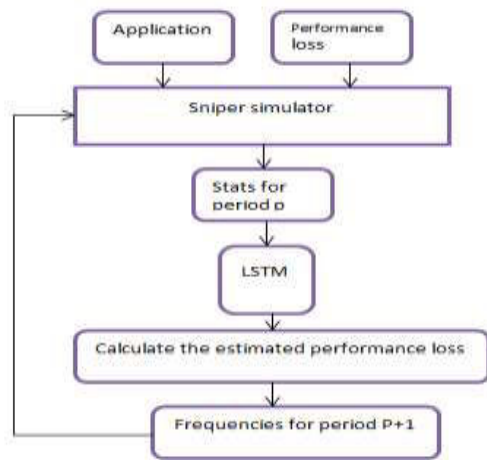 Application
Performance
loss
Sniper simulator
Stats for
period p
LSTM
Calculate the estimated performance loss
Frequencies for period P+1